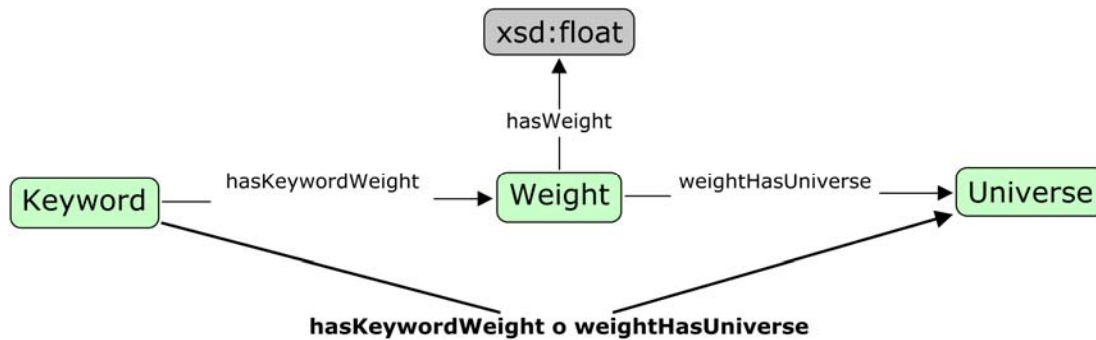 xsd:float
hasWeight
hasKeywordWeight
weightHasUniverse
Keyword
Weight
Universe
hasKeywordWeight o weightHasUniverse